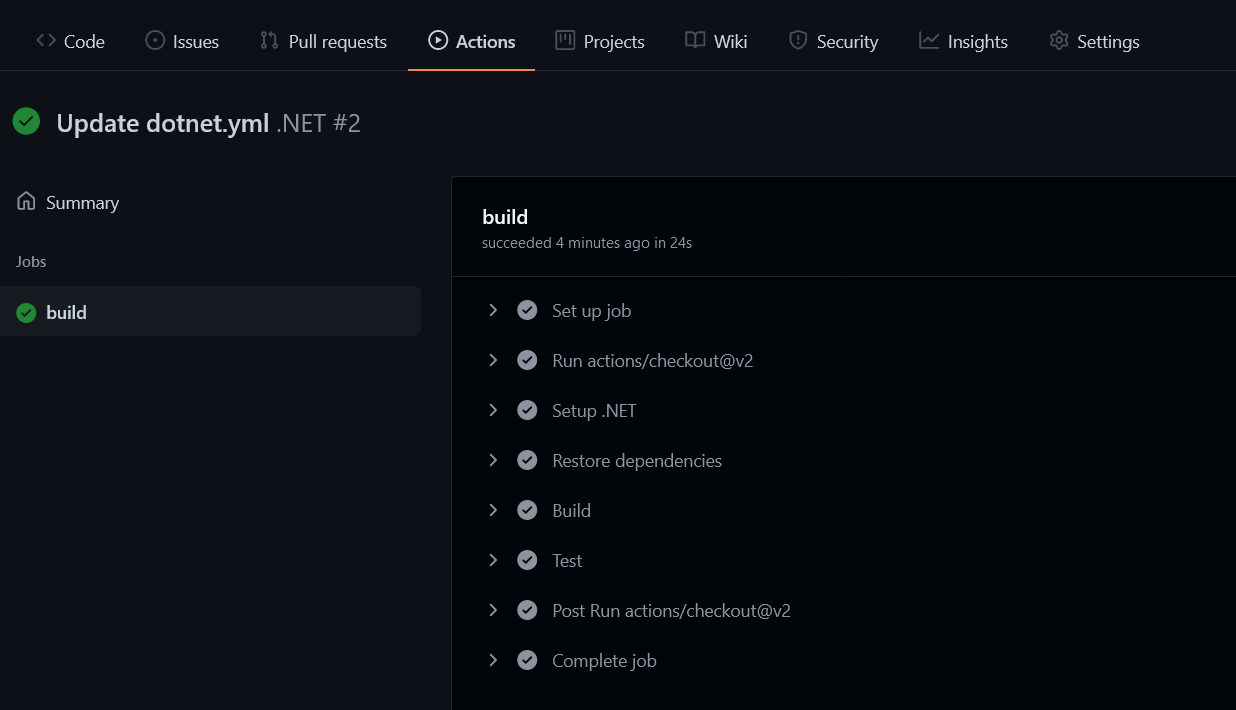 Code Issues Pull requests Actions Projects Wiki Security Insights Settings
Update dotnet.yml .NET #2
Summary
Jobs
build
build
succeeded 4 minutes ago in 24s
Set up job
Run actions/checkout@v2
Setup .NET
Restore dependencies
Build
Test
Post Run actions/checkout@v2
Complete job